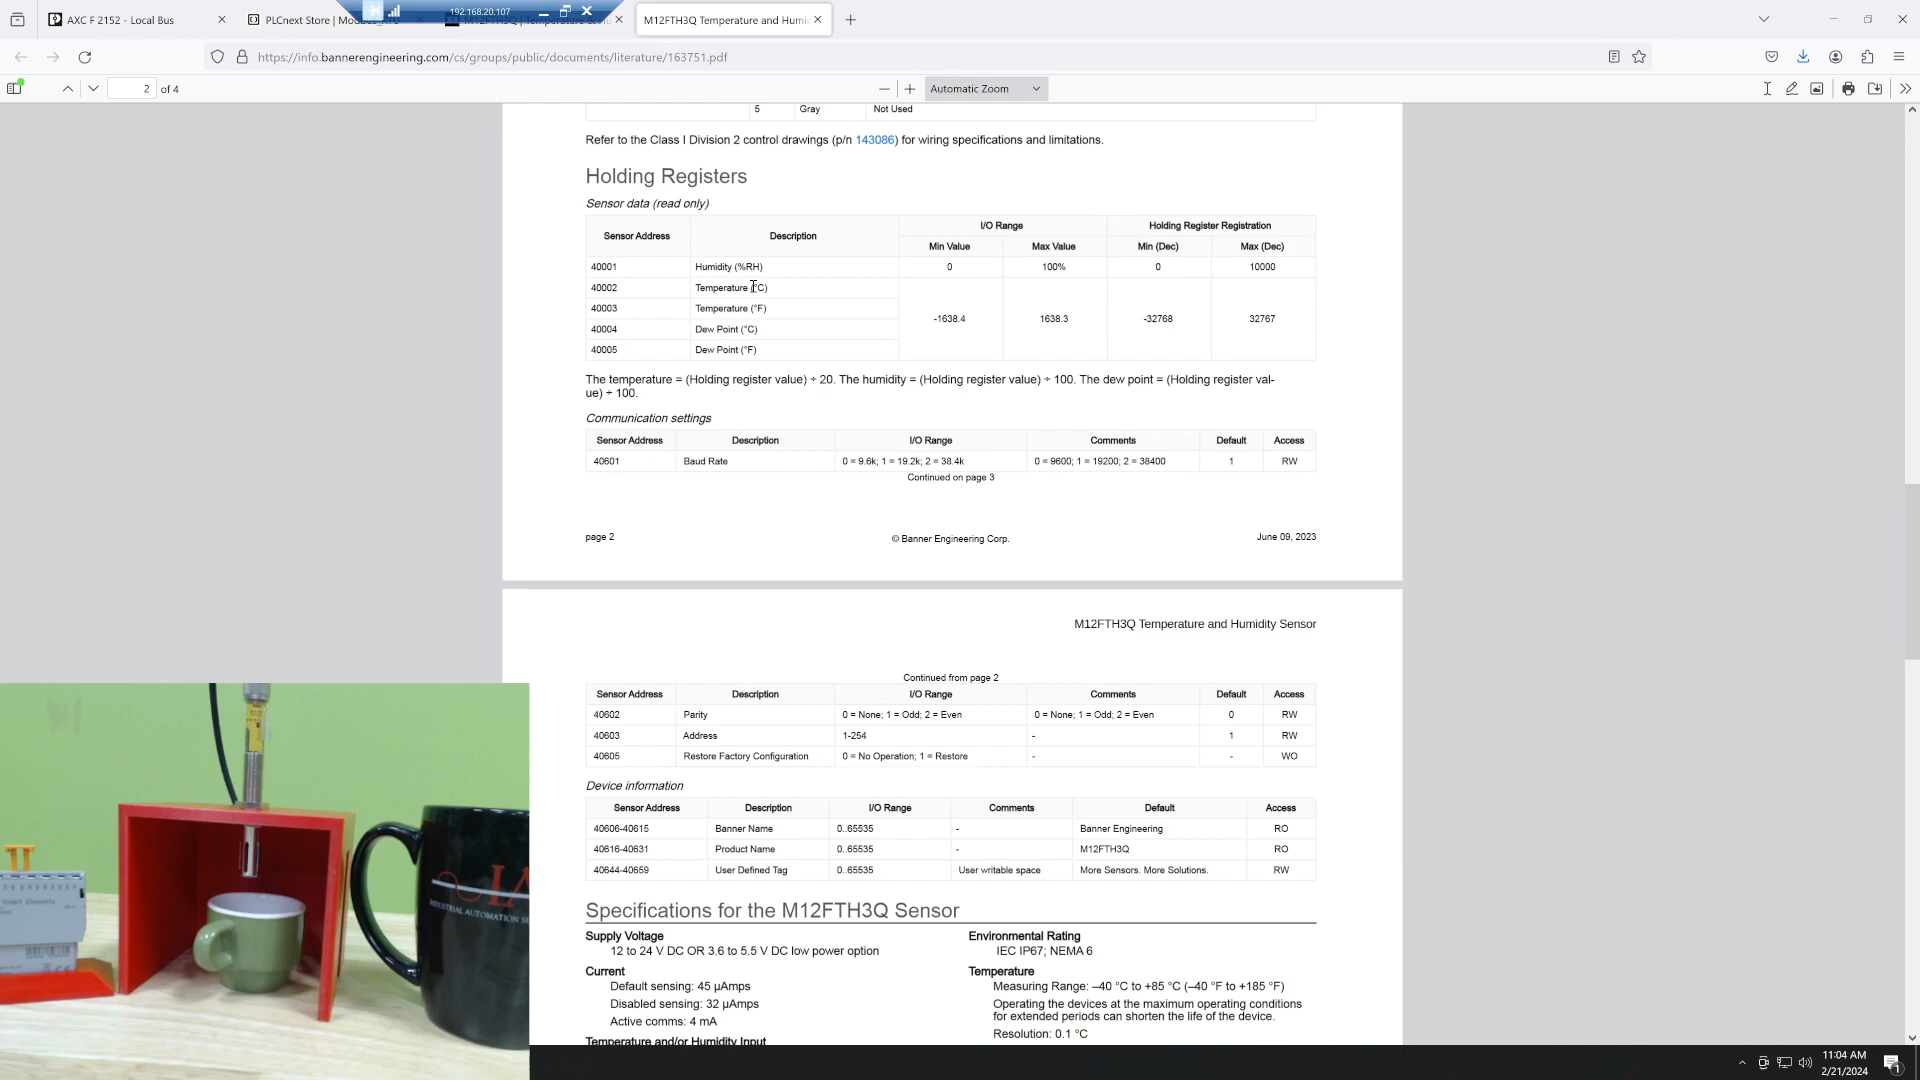 AXC F 2152 - Local Bus
PLCnext Store | Modbus_RTU
192.168.20.107
M12FTH3Q | Temperature & Hu
M12FTH3Q Temperature and Humi
https://info.bannerengineering.com/cs/groups/public/documents/literature/163751.pdf
2 of 4
Automatic Zoom
5 Gray Not Used
Refer to the Class I Division 2 control drawings (p/n 143086) for wiring specifications and limitations.
Holding Registers
Sensor data (read only)
Sensor Address Description I/O Range Holding Register Registration
Min Value Max Value Min (Dec) Max (Dec)
40001 Humidity (%RH) 0 100% 0 10000
40002 Temperature (°C)
40003 Temperature (°F) -1638.4 1638.3 -32768 32767
40004 Dew Point (°C)
40005 Dew Point (°F)
The temperature = (Holding register value) ÷ 20. The humidity = (Holding register value) ÷ 100. The dew point = (Holding register val-
ue) ÷ 100.
Communication settings
Sensor Address Description I/O Range Comments Default Access
40601 Baud Rate 0 = 9.6k; 1 = 19.2k; 2 = 38.4k 0 = 9600; 1 = 19200; 2 = 38400 1 RW
Continued on page 3
page 2 © Banner Engineering Corp. June 09, 2023
M12FTH3Q Temperature and Humidity Sensor
Continued from page 2
Sensor Address Description I/O Range Comments Default Access
40602 Parity 0 = None; 1 = Odd; 2 = Even 0 = None; 1 = Odd; 2 = Even 0 RW
40603 Address 1-254 - 1 RW
40605 Restore Factory Configuration 0 = No Operation; 1 = Restore - - WO
Device information
Sensor Address Description I/O Range Comments Default Access
40606-40615 Banner Name 0..65535 - Banner Engineering RO
40616-40631 Product Name 0..65535 - M12FTH3Q RO
40644-40659 User Defined Tag 0..65535 User writable space More Sensors. More Solutions. RW
Specifications for the M12FTH3Q Sensor
Supply Voltage
12 to 24 V DC OR 3.6 to 5.5 V DC low power option
Current
Default sensing: 45 µAmps
Disabled sensing: 32 µAmps
Active comms: 4 mA
Temperature and/or Humidity Input
Environmental Rating
IEC IP67; NEMA 6
Temperature
Measuring Range: –40 °C to +85 °C (–40 °F to +185 °F)
Operating the devices at the maximum operating conditions
for extended periods can shorten the life of the device.
Resolution: 0.1 °C
Smart Elements
INDUSTRIAL AUTOMATION
11:04 AM
2/21/2024
1